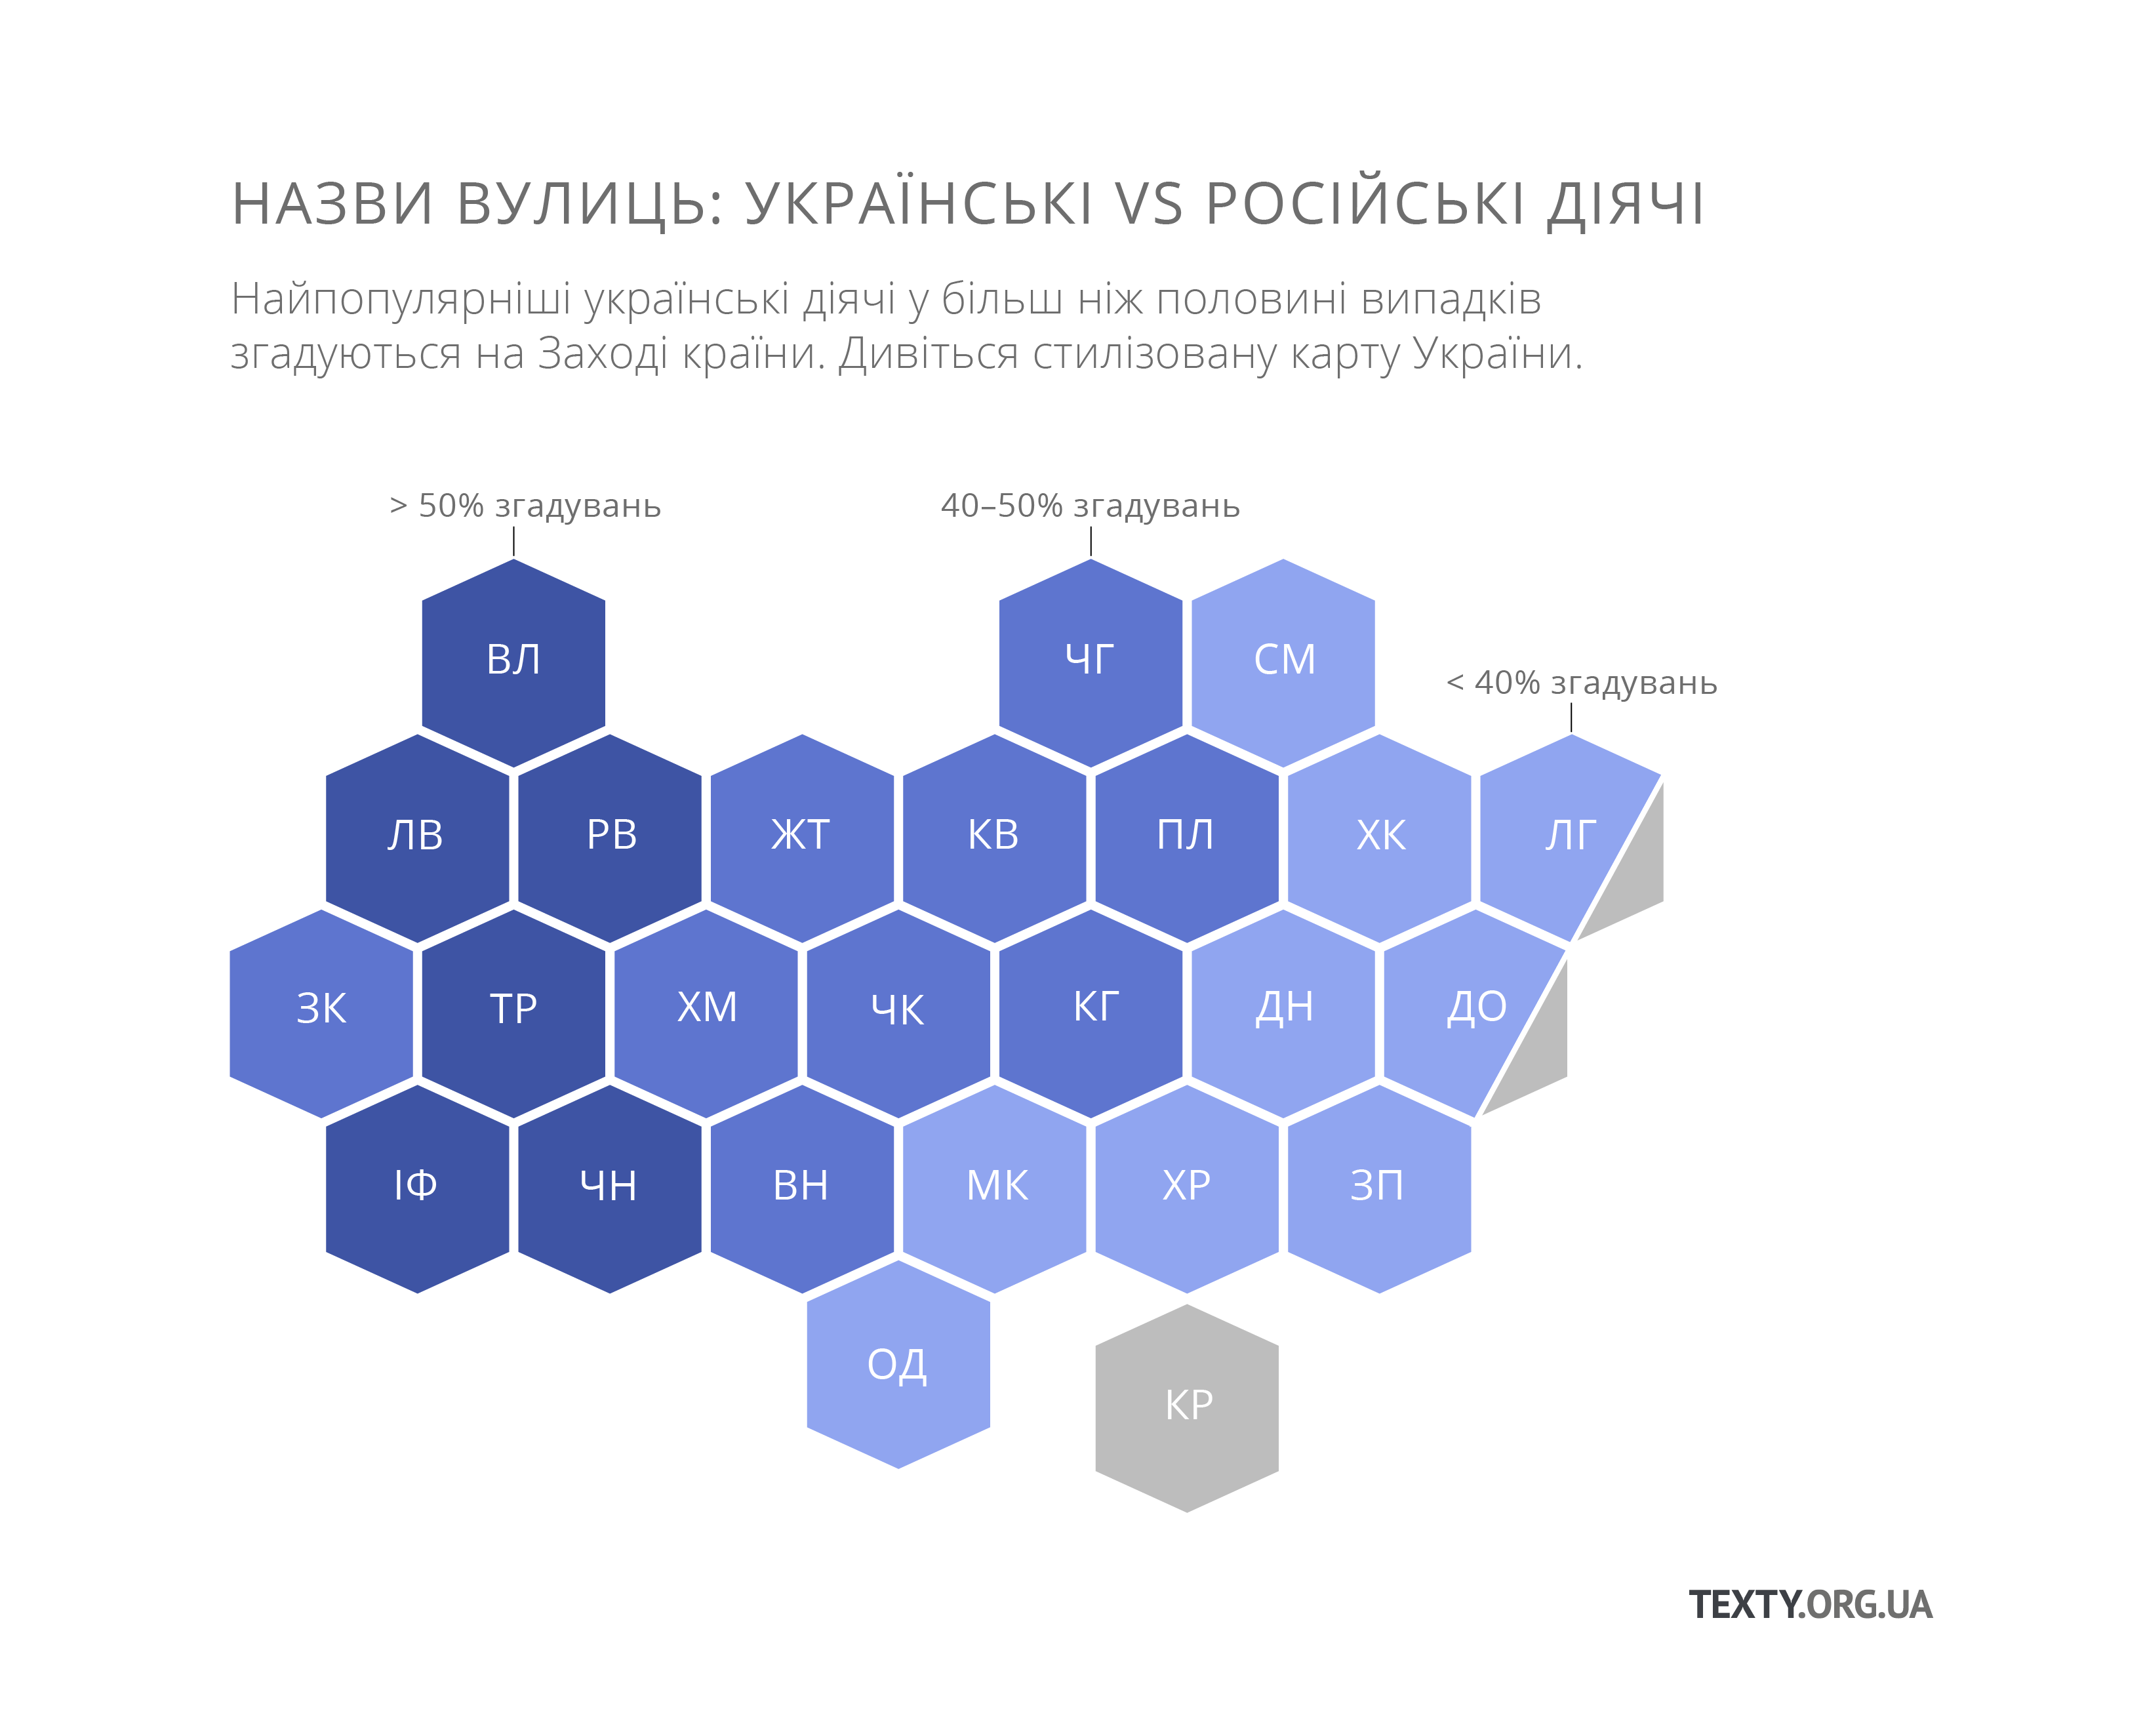 НАЗВИ ВУЛИЦЬ: УКРАЇНСЬКІ VS РОСІЙСЬКІ ДІЯЧІ
Найпопулярніші українські діячі у більш ніж половині випадків
згадуються на Заході країни. Дивіться стилізовану карту України.
> 50% згадувань
40–50% згадувань
ВЛ
ЧГ
СМ
< 40% згадувань
ЛВ
РВ
ЖТ
КВ
ПЛ
ХК
ЛГ
ЗК
ТР
ХМ
ЧК
КГ
ДН
ДО
ІФ
ЧН
ВН
МК
ХР
ЗП
ОД
КР
TEXTY.ORG.UA